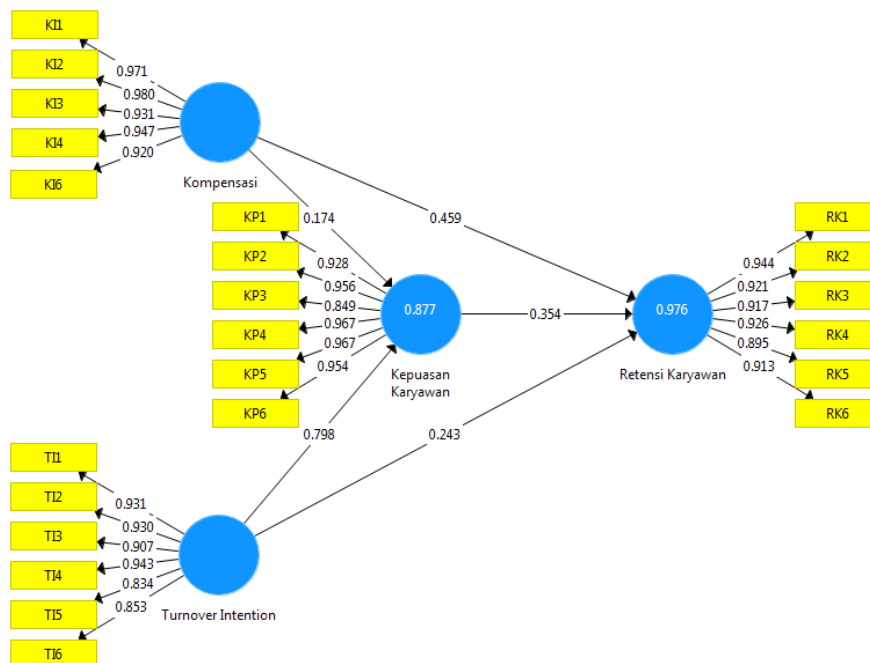 KI1
KI2
KI3
KI4
KI6
0.971
0.980
0.931
0.947
0.920
Kompensasi
0.174
0.459
KP1
KP2
KP3
KP4
KP5
KP6
0.928
0.956
0.849
0.967
0.967
0.954
0.877
Kepuasan
Karyawan
0.354
0.976
Retensi Karyawan
0.944
0.921
0.917
0.926
0.895
0.913
RK1
RK2
RK3
RK4
RK5
RK6
0.798
0.243
TI1
TI2
TI3
TI4
TI5
TI6
0.931
0.930
0.907
0.943
0.834
0.853
Turnover Intention